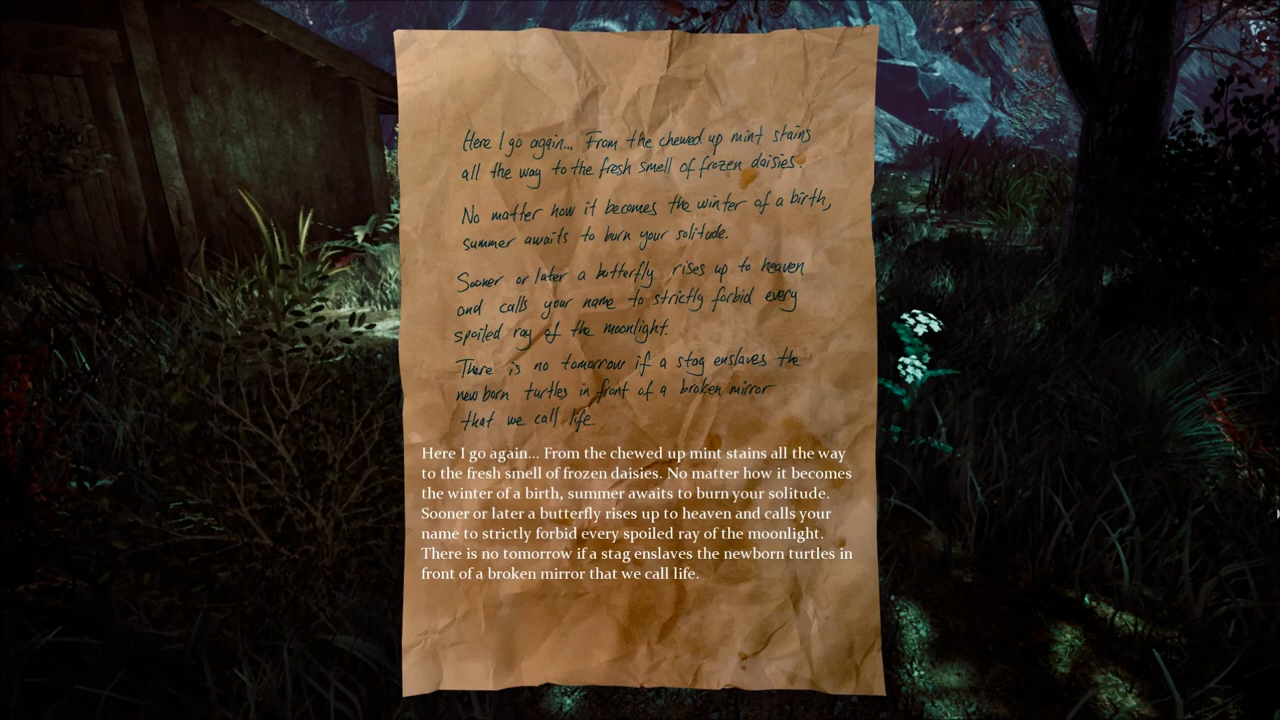 Here I go again... From the chewed up mint stains
all the way to the fresh smell of frozen daisies.
No matter how it becomes the winter of a birth,
summer awaits to burn your solitude.
Sooner or later a butterfly rises up to heaven
and calls your name to strictly forbid every
spoiled ray of the moonlight.
There is no tomorrow if a stag enslaves the
newborn turtles in front of a broken mirror
that we call life.
Here I go again... From the chewed up mint stains all the way
to the fresh smell of frozen daisies. No matter how it becomes
the winter of a birth, summer awaits to burn your solitude.
Sooner or later a butterfly rises up to heaven and calls your
name to strictly forbid every spoiled ray of the moonlight.
There is no tomorrow if a stag enslaves the newborn turtles in
front of a broken mirror that we call life.